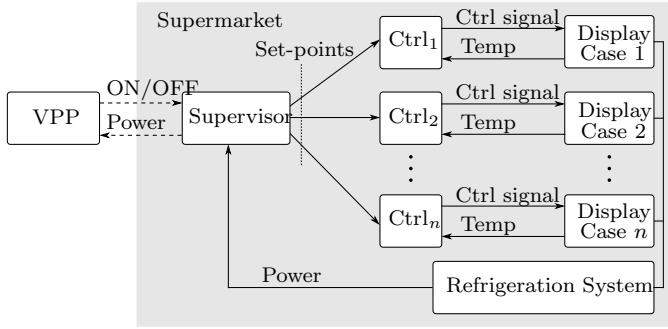 Supermarket
Set-points
Ctrl₁
Ctrl signal
Temp
Display
Case 1
VPP
ON/OFF
Power
Supervisor
Ctrl₂
Ctrl signal
Temp
Display
Case 2
Ctrlₙ
Ctrl signal
Temp
Display
Case n
Power
Refrigeration System